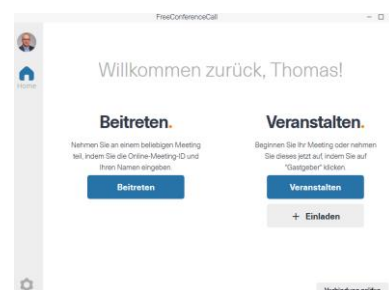 FreeConferenceCall
Home
Willkommen zurück, Thomas!
Beitreten.
Nehmen Sie an einem beliebigen Meeting
teil, indem Sie die Online-Meeting-ID und
Ihren Namen eingeben
Beitreten
Veranstalten.
Beginnen Sie Ihr Meeting oder nehmen
Sie dieses jetzt auf, indem Sie auf
"Gastgeber" klicken
Veranstalten
+ Einladen
Verbindung prüfen